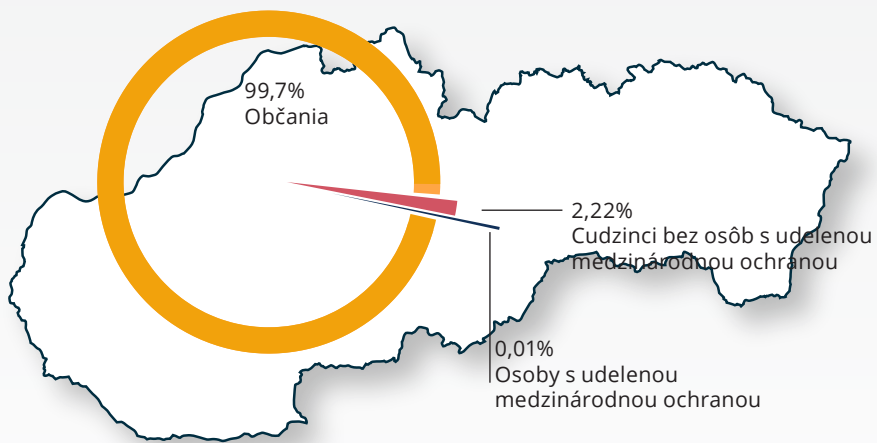 99,7%
Občania
2,22%
Cudzinci bez osôb s udelenou
medzinárodnou ochranou
0,01%
Osoby s udelenou
medzinárodnou ochranou